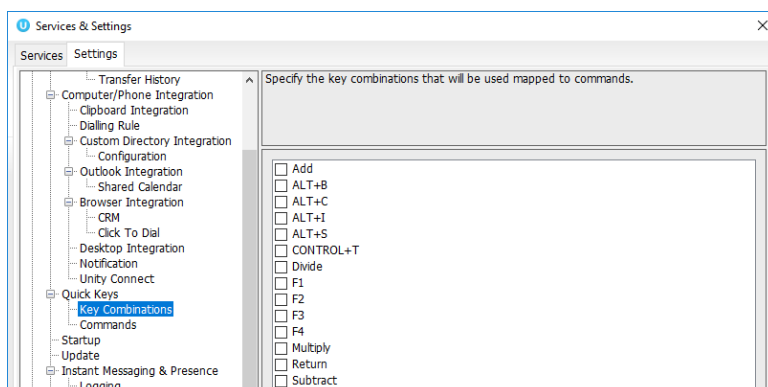 Services & Settings
Services Settings
Transfer History
Computer/Phone Integration
Clipboard Integration
Dialling Rule
Custom Directory Integration
Configuration
Outlook Integration
Shared Calendar
Browser Integration
CRM
Click To Dial
Desktop Integration
Notification
Unity Connect
Quick Keys
Key Combinations
Commands
Startup
Update
Instant Messaging & Presence
Logging
Specify the key combinations that will be used mapped to commands.
Add
ALT+B
ALT+C
ALT+I
ALT+S
CONTROL+T
Divide
F1
F2
F3
F4
Multiply
Return
Subtract